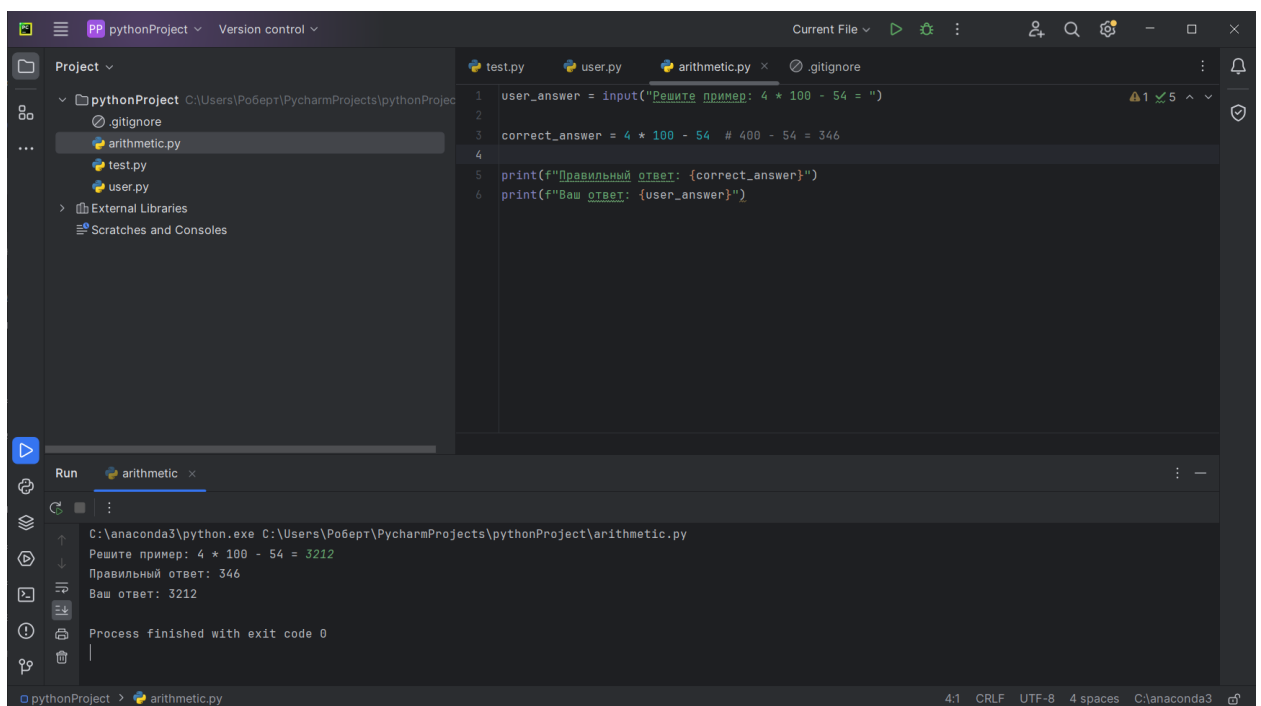 PC PP pythonProject Version control Current File
Project
test.py user.py arithmetic.py .gitignore
pythonProject C:\Users\Роберт\PycharmProjects\pythonProjec
.gitignore
arithmetic.py
test.py
user.py
External Libraries
Scratches and Consoles
1 user_answer = input("Решите пример: 4 * 100 - 54 = ") 1 5
2
3 correct_answer = 4 * 100 - 54 # 400 - 54 = 346
4
5 print(f"Правильный ответ: {correct_answer}")
6 print(f"Ваш ответ: {user_answer}")
Run arithmetic
C:\anaconda3\python.exe C:\Users\Роберт\PycharmProjects\pythonProject\arithmetic.py
Решите пример: 4 * 100 - 54 = 3212
Правильный ответ: 346
Ваш ответ: 3212
Process finished with exit code 0
pythonProject > arithmetic.py 4:1 CRLF UTF-8 4 spaces C:\anaconda3